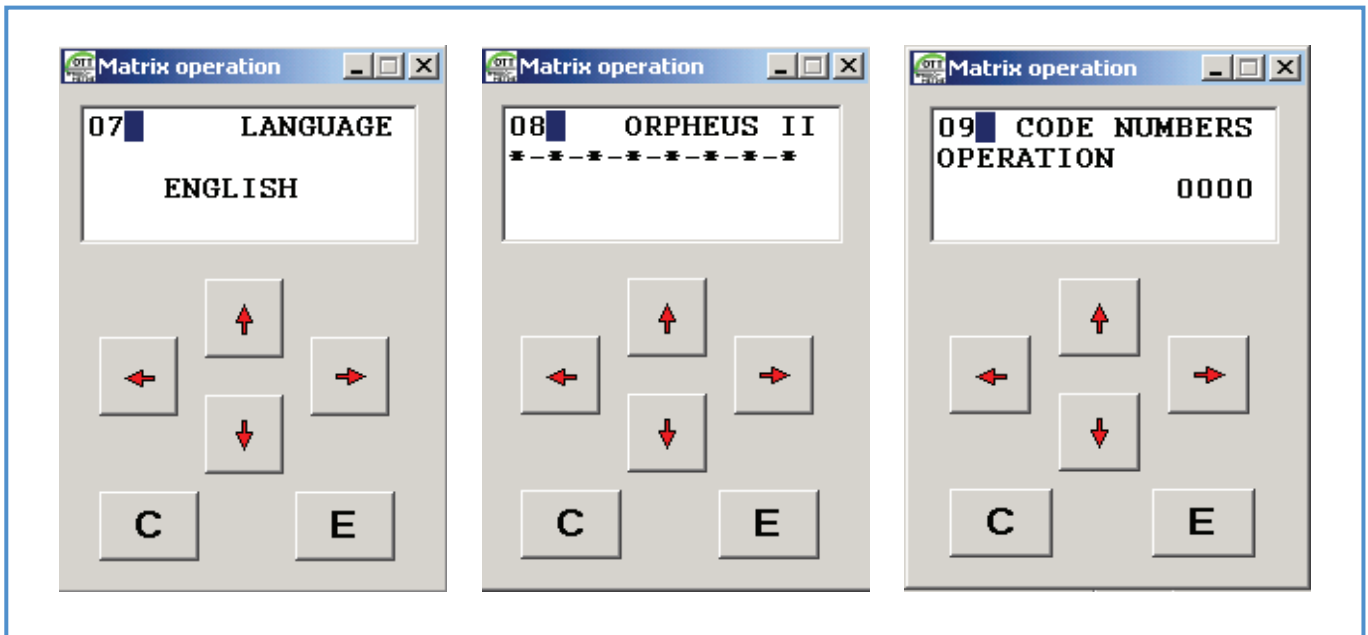 Matrix operation
07 LANGUAGE
ENGLISH
C E
Matrix operation
08 ORPHEUS II
*-*-*-*-*-*-*-*
C E
Matrix operation
09 CODE NUMBERS
OPERATION
0000
C E